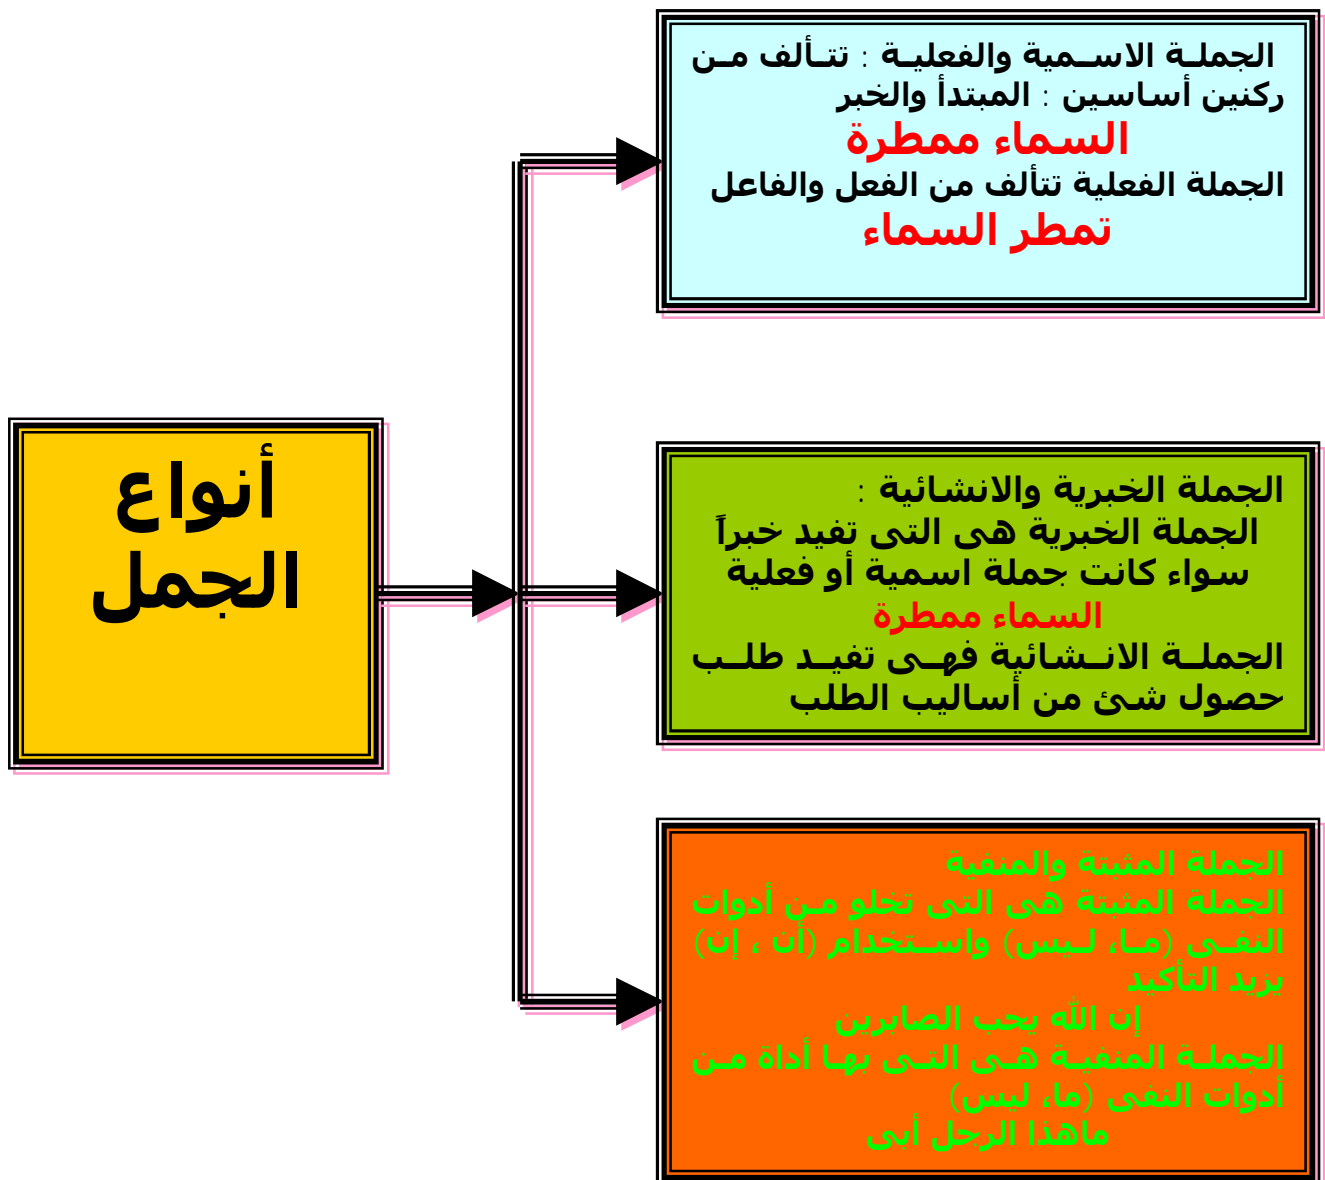 أنواع
الجمل
الجملة الاسمية والفعلية : تتألف من
ركنين أساسين : المبتدأ والخبر
السماء ممطرة
الجملة الفعلية تتألف من الفعل والفاعل
تمطر السماء
الجملة الخبرية والانشائية :
الجملة الخبرية هى التى تفيد خبراً
سواء كانت جملة اسمية أو فعلية
السماء ممطرة
الجملة الانشائية فهى تفيد طلب
حصول شئ من أساليب الطلب
الجملة المثبتة والمنفية
الجملة المثبتة هى التى تخلو من أدوات
النفى (ما، ليس) واستخدام (أن ، إن)
يزيد التأكيد
إن الله يحب الصابرين
الجملة المنفية هى التى بها أداة من
أدوات النفى (ما، ليس)
ماهذا الرجل أبى